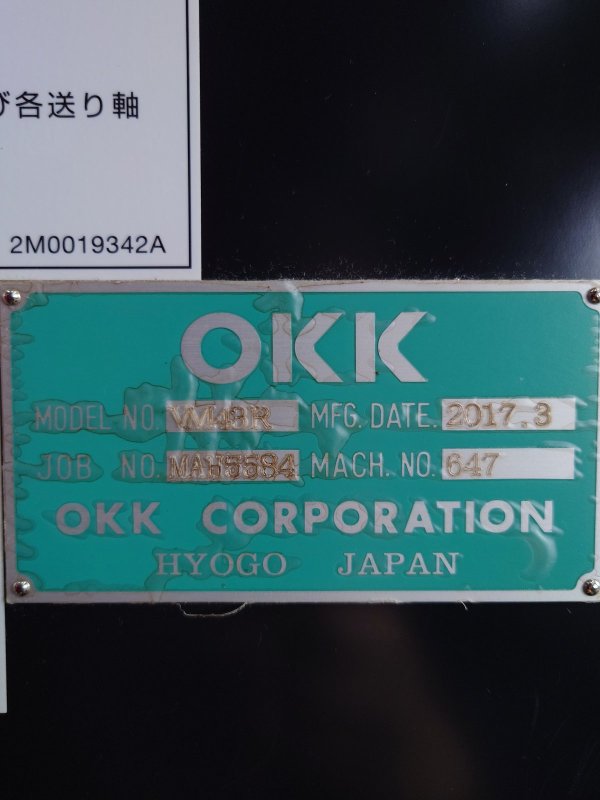 び各送り軸
2M0019342A
OKK
MODEL NO. VM43R MFG. DATE. 2017.3
JOB NO. MACH. NO. 647
OKK CORPORATION
HYOGO JAPAN